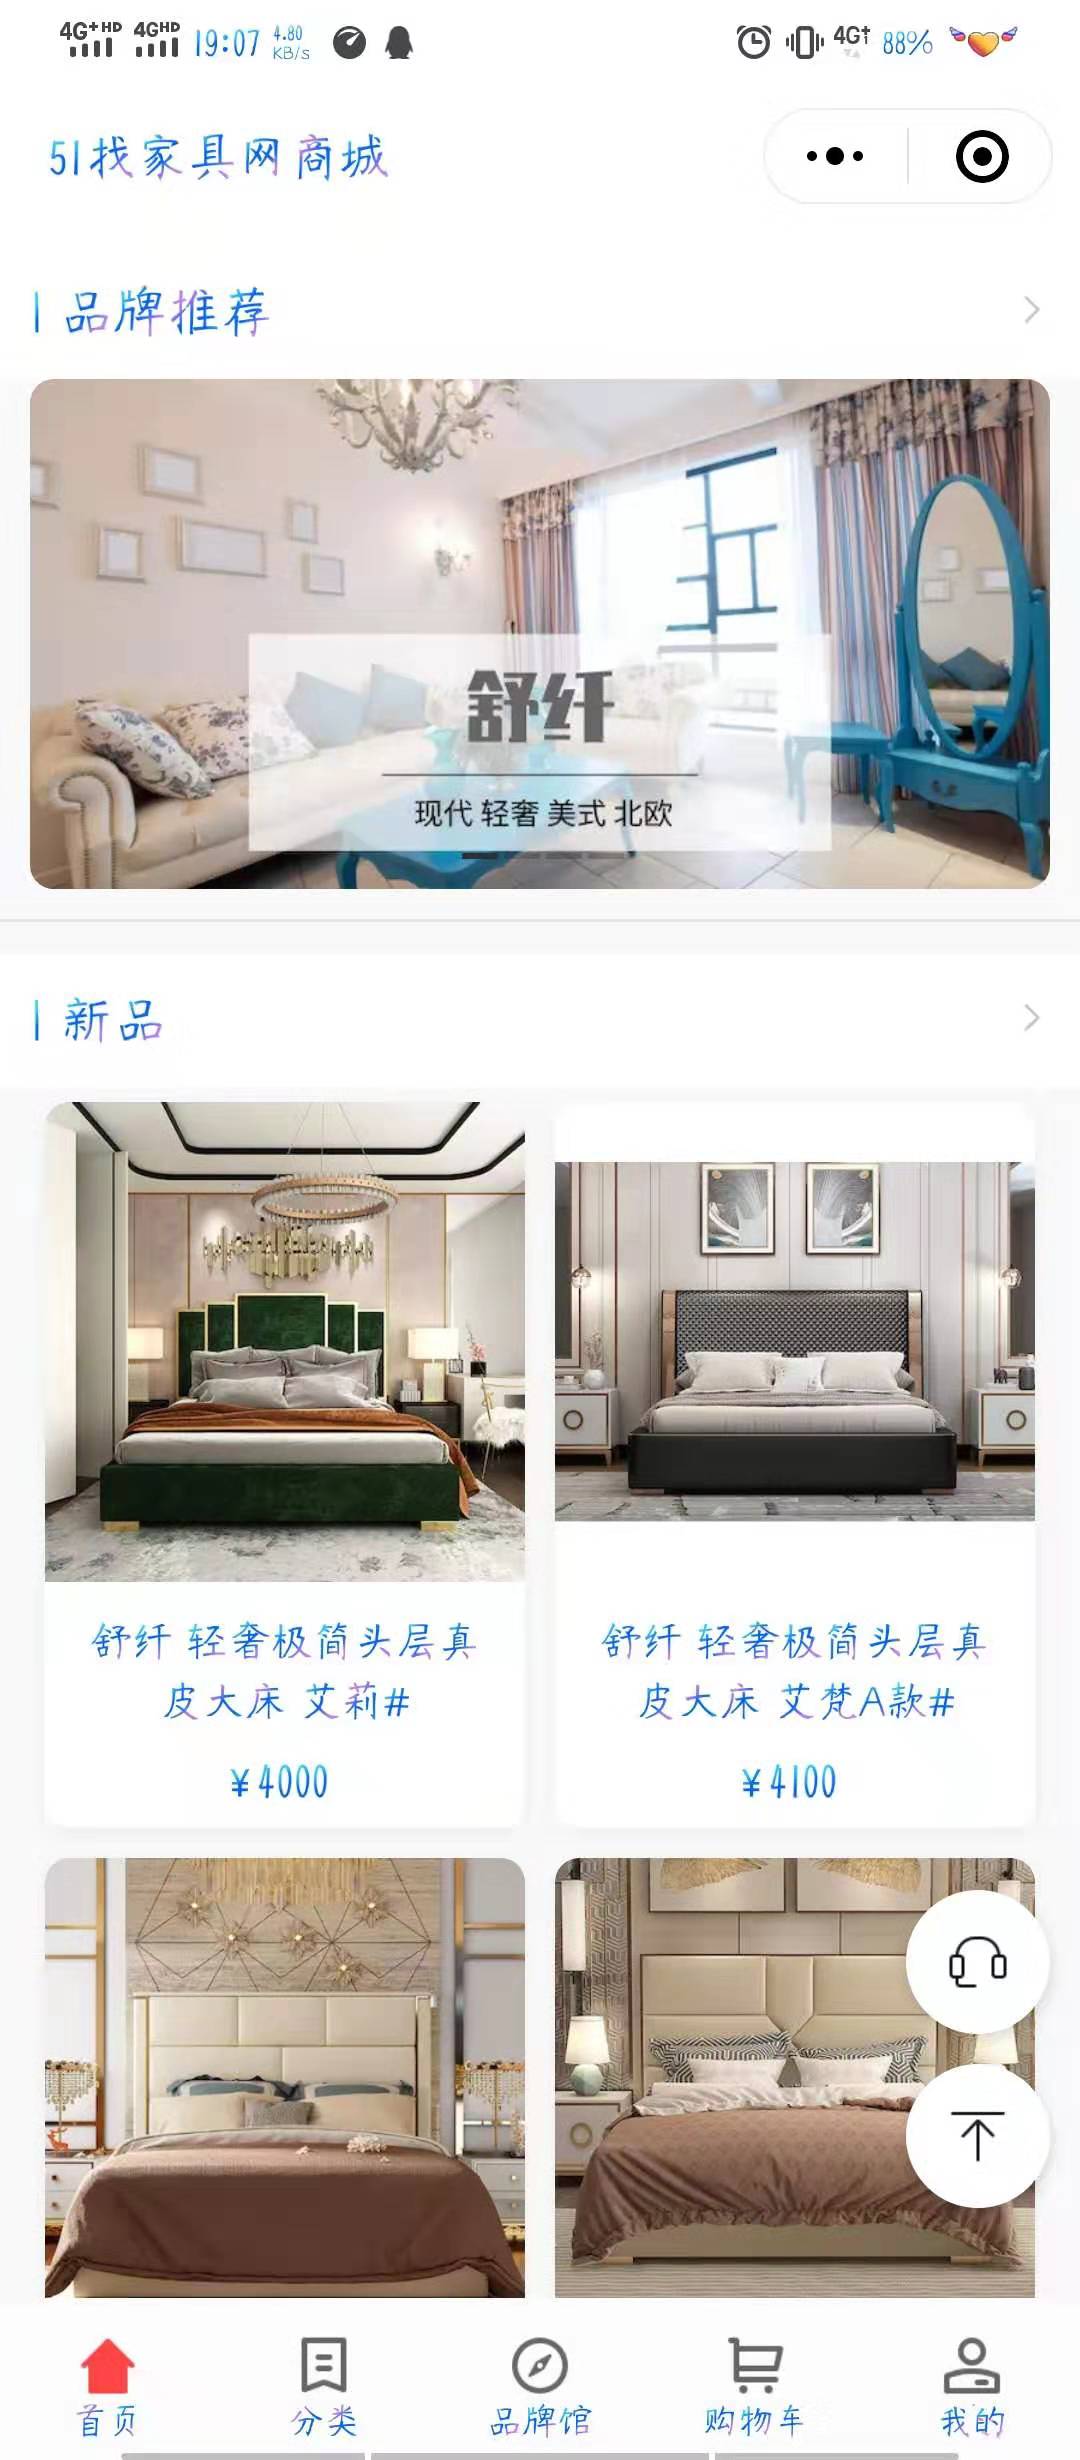 4G+HD 4GHD 19:07 4.80 KB/s 4G+ 88%
51找家具网商城
品牌推荐
舒纤
现代 轻奢 美式 北欧
新品
舒纤 轻奢极简头层真
皮大床 艾莉#
¥4000
舒纤 轻奢极简头层真
皮大床 艾梵A款#
¥4100
首页 分类 品牌馆 购物车 我的